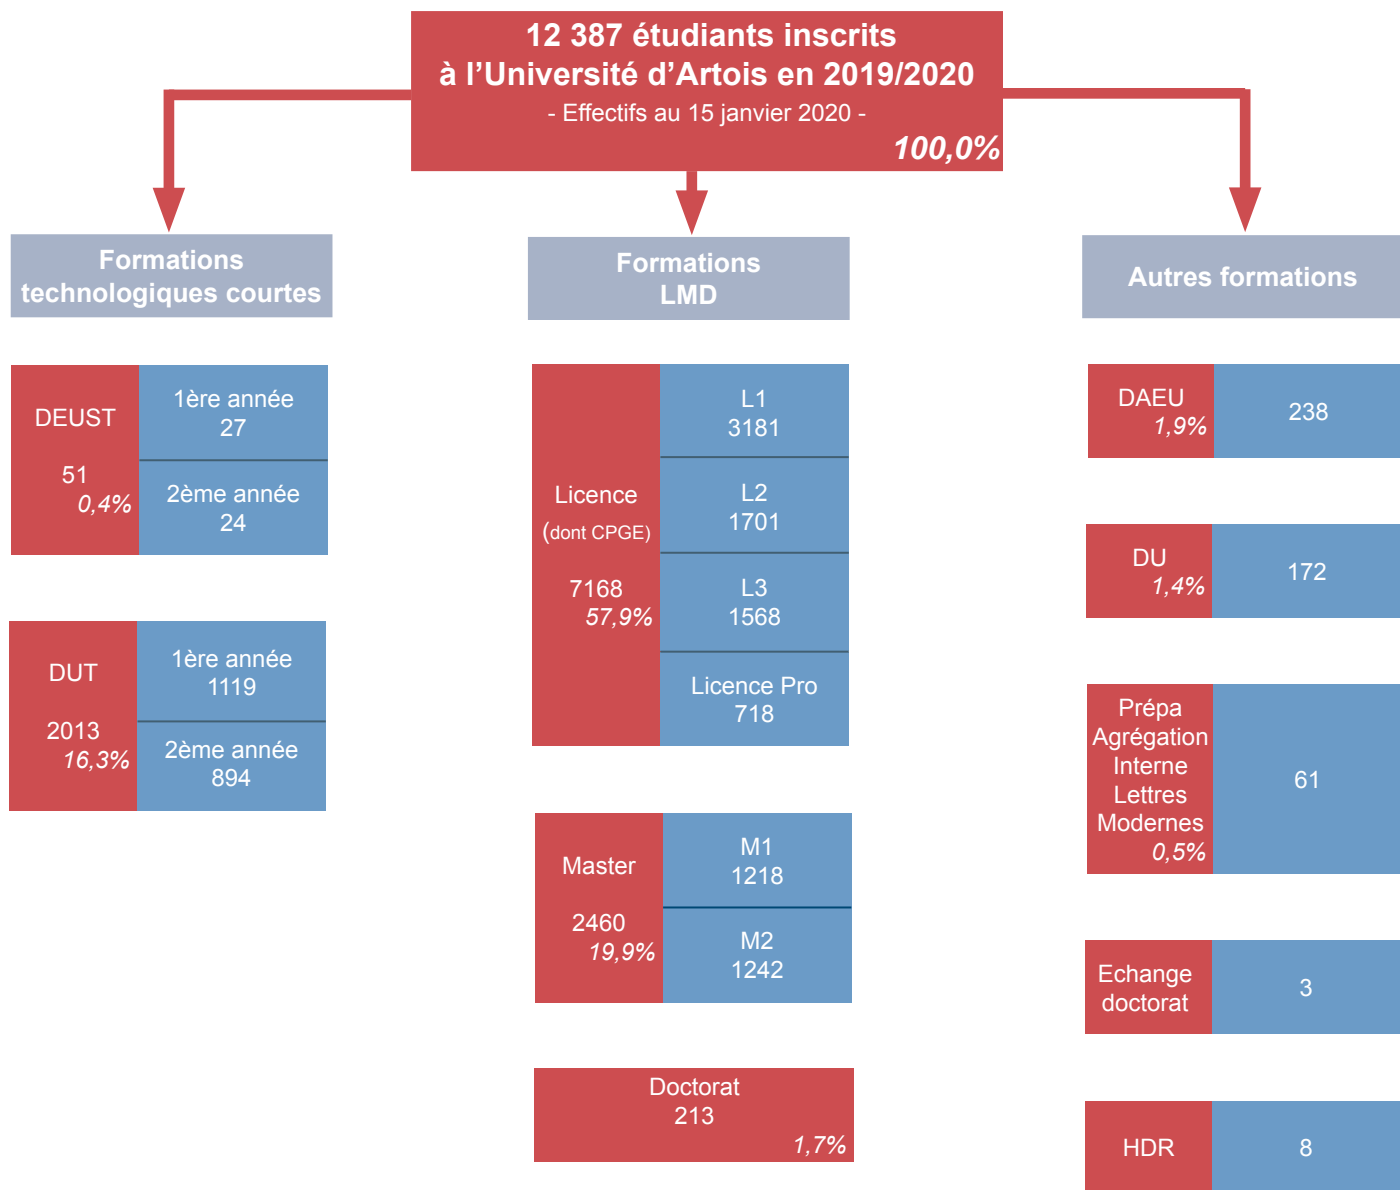 12 387 étudiants inscrits
à l'Université d'Artois en 2019/2020
- Effectifs au 15 janvier 2020 -
100,0%
Formations
technologiques courtes
DEUST
51
0,4%
1ère année
27
2ème année
24
DUT
2013
16,3%
1ère année
1119
2ème année
894
Formations
LMD
Licence
(dont CPGE)
7168
57,9%
L1
3181
L2
1701
L3
1568
Licence Pro
718
Master
2460
19,9%
M1
1218
M2
1242
Doctorat
213
1,7%
Autres formations
DAEU
1,9%
238
DU
1,4%
172
Prépa
Agrégation
Interne
Lettres
Modernes
0,5%
61
Echange
doctorat
3
HDR
8